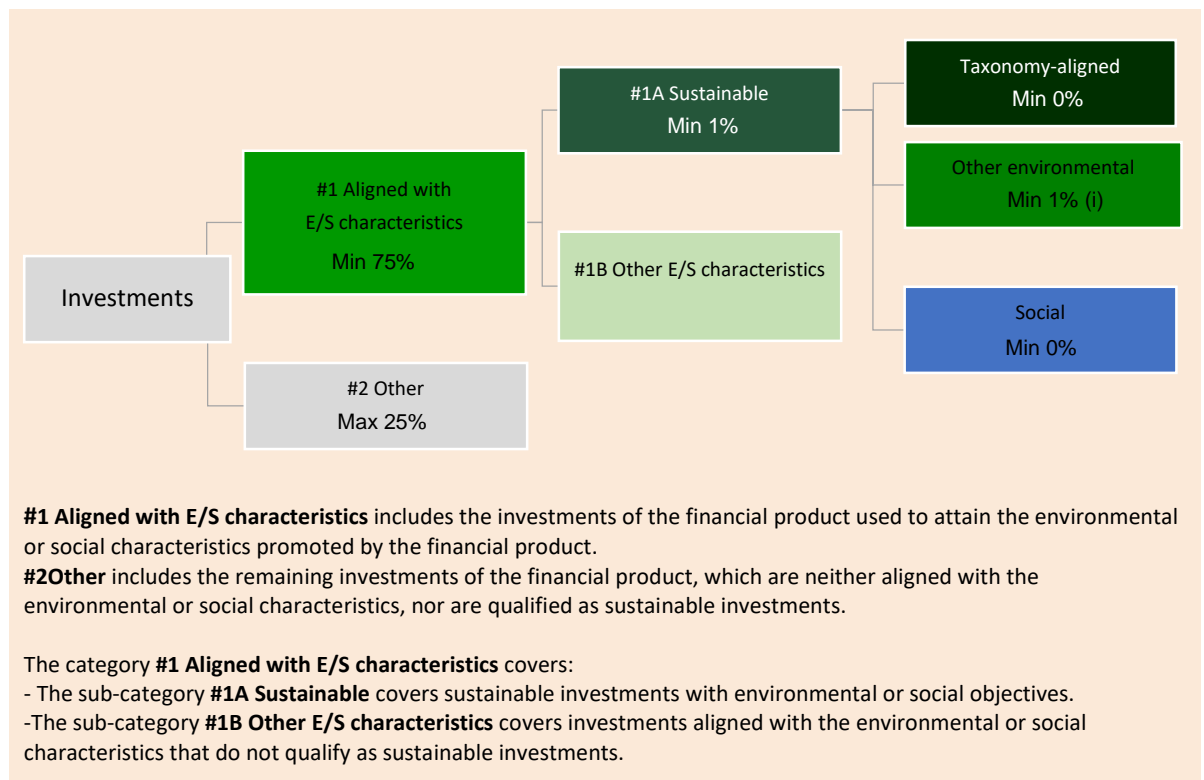 Investments
#1 Aligned with
E/S characteristics
Min 75%
#2 Other
Max 25%
#1A Sustainable
Min 1%
#1B Other E/S characteristics
Taxonomy-aligned
Min 0%
Other environmental
Min 1% (i)
Social
Min 0%
#1 Aligned with E/S characteristics includes the investments of the financial product used to attain the environmental
or social characteristics promoted by the financial product.
#2Other includes the remaining investments of the financial product, which are neither aligned with the
environmental or social characteristics, nor are qualified as sustainable investments.
The category #1 Aligned with E/S characteristics covers:
- The sub-category #1A Sustainable covers sustainable investments with environmental or social objectives.
-The sub-category #1B Other E/S characteristics covers investments aligned with the environmental or social
characteristics that do not qualify as sustainable investments.